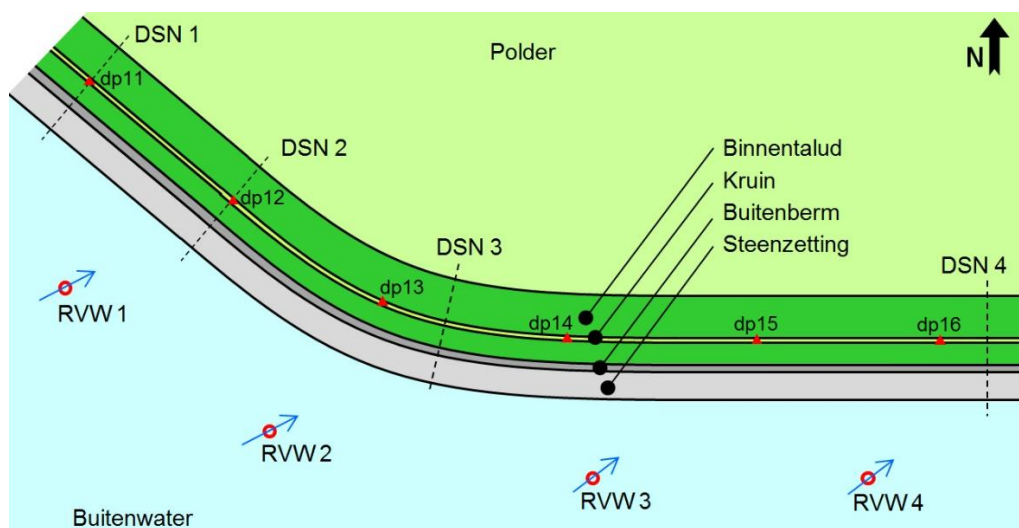 DSN 1
Polder
N
dp11
DSN 2
Binnentalud
Kruin
dp12
Buitenberm
DSN 3
Steenzetting
DSN 4
dp13
RVW 1
dp14
dp15
dp16
RVW 2
RVW 3
RVW 4
Buitenwater